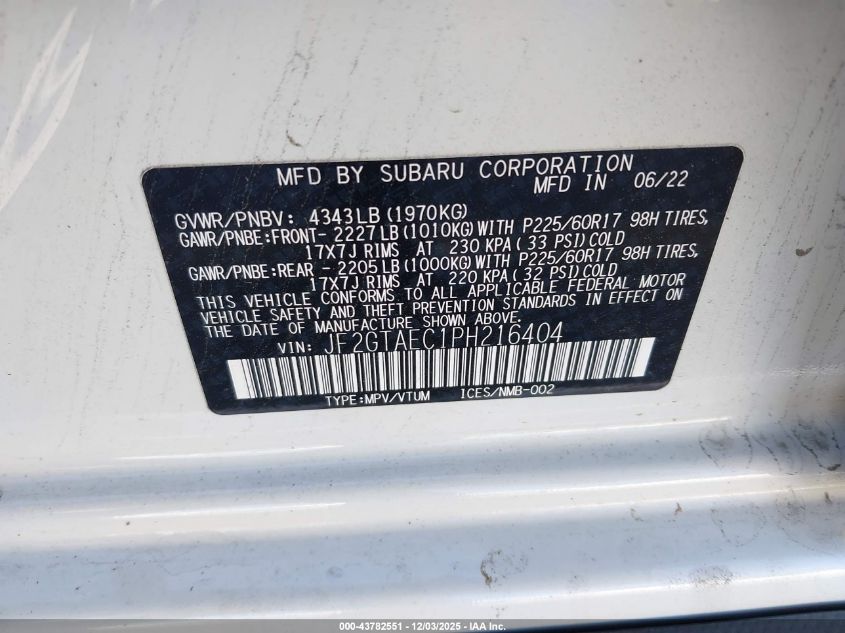 MFD BY SUBARU CORPORATION
MFD IN 06/22
GVWR/PNBV: 4343LB(1970KG)
GAWR/PNBE:FRONT- 2227LB(1010KG)WITH P225/60R17 98H TIRES,
17X7J RIMS AT 230 KPA(33 PSI)COLD
GAWR/PNBE:REAR - 2205LB(1000KG)WITH P225/60R17 98H TIRES,
17X7J RIMS AT 220 KPA(32 PSI)COLD
THIS VEHICLE CONFORMS TO ALL APPLICABLE FEDERAL MOTOR
VEHICLE SAFETY AND THEFT PREVENTION STANDARDS IN EFFECT ON
THE DATE OF MANUFACTURE SHOWN ABOVE.
VIN: JF2GTAEC1PH216404
TYPE:MPV/VTUM ICES/NMB-002
000-43782551 - 12/03/2025 - IAA Inc.